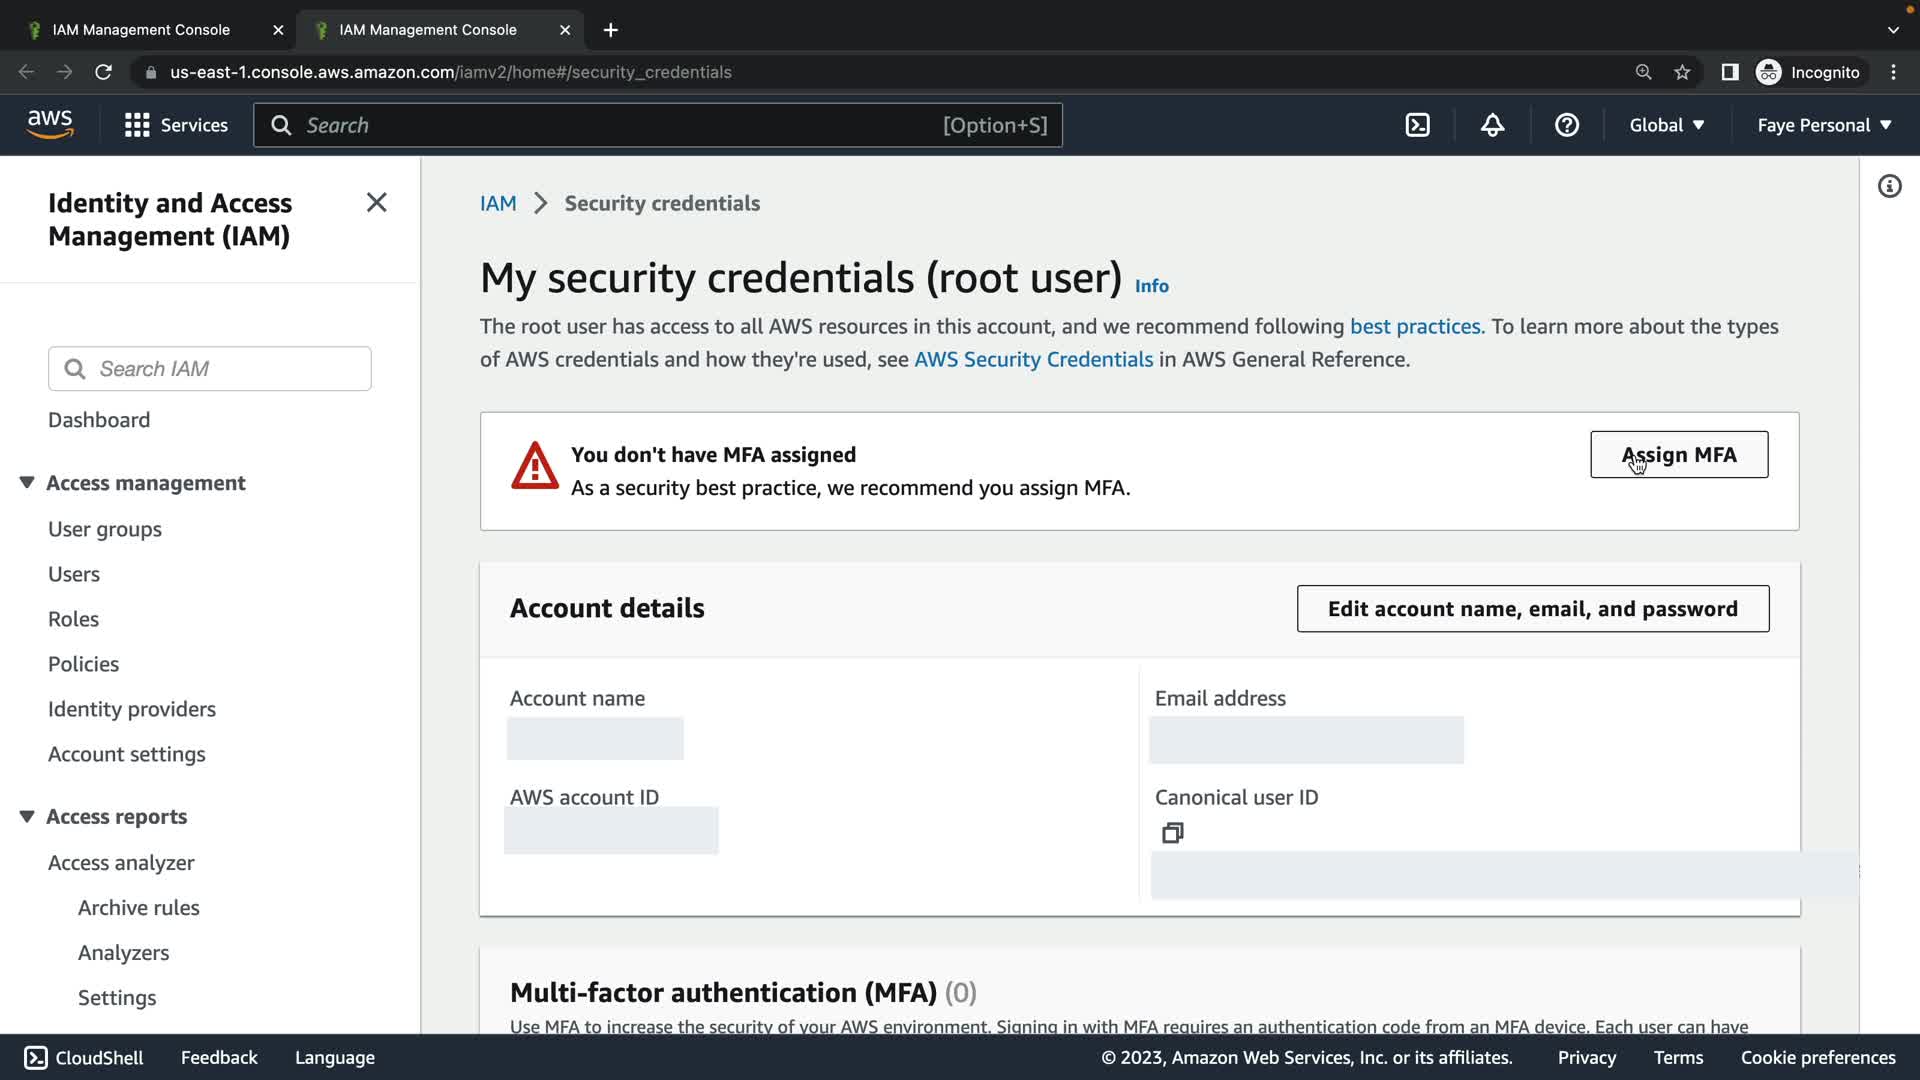 IAM Management Console
IAM Management Console
us-east-1.console.aws.amazon.com/iamv2/home#/security_credentials
Incognito
aws
Services
Search
[Option+S]
Global
Faye Personal
Identity and Access
Management (IAM)
Search IAM
Dashboard
Access management
User groups
Users
Roles
Policies
Identity providers
Account settings
Access reports
Access analyzer
Archive rules
Analyzers
Settings
IAM
Security credentials
My security credentials (root user) Info
The root user has access to all AWS resources in this account, and we recommend following best practices. To learn more about the types
of AWS credentials and how they're used, see AWS Security Credentials in AWS General Reference.
You don't have MFA assigned
As a security best practice, we recommend you assign MFA.
Assign MFA
Account details
Edit account name, email, and password
Account name
Email address
AWS account ID
Canonical user ID
Multi-factor authentication (MFA) (0)
Use MFA to increase the security of your AWS environment. Signing in with MFA requires an authentication code from an MFA device. Each user can have
CloudShell
Feedback
Language
© 2023, Amazon Web Services, Inc. or its affiliates.
Privacy
Terms
Cookie preferences